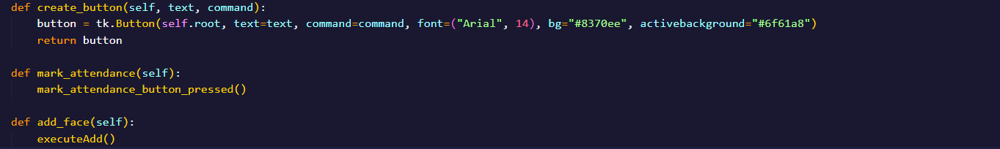 def create_button(self, text, command):
    button = tk.Button(self.root, text=text, command=command, font=("Arial", 14), bg="#8370ee", activebackground="#6f61a8")
    return button

def mark_attendance(self):
    mark_attendance_button_pressed()

def add_face(self):
    executeAdd()